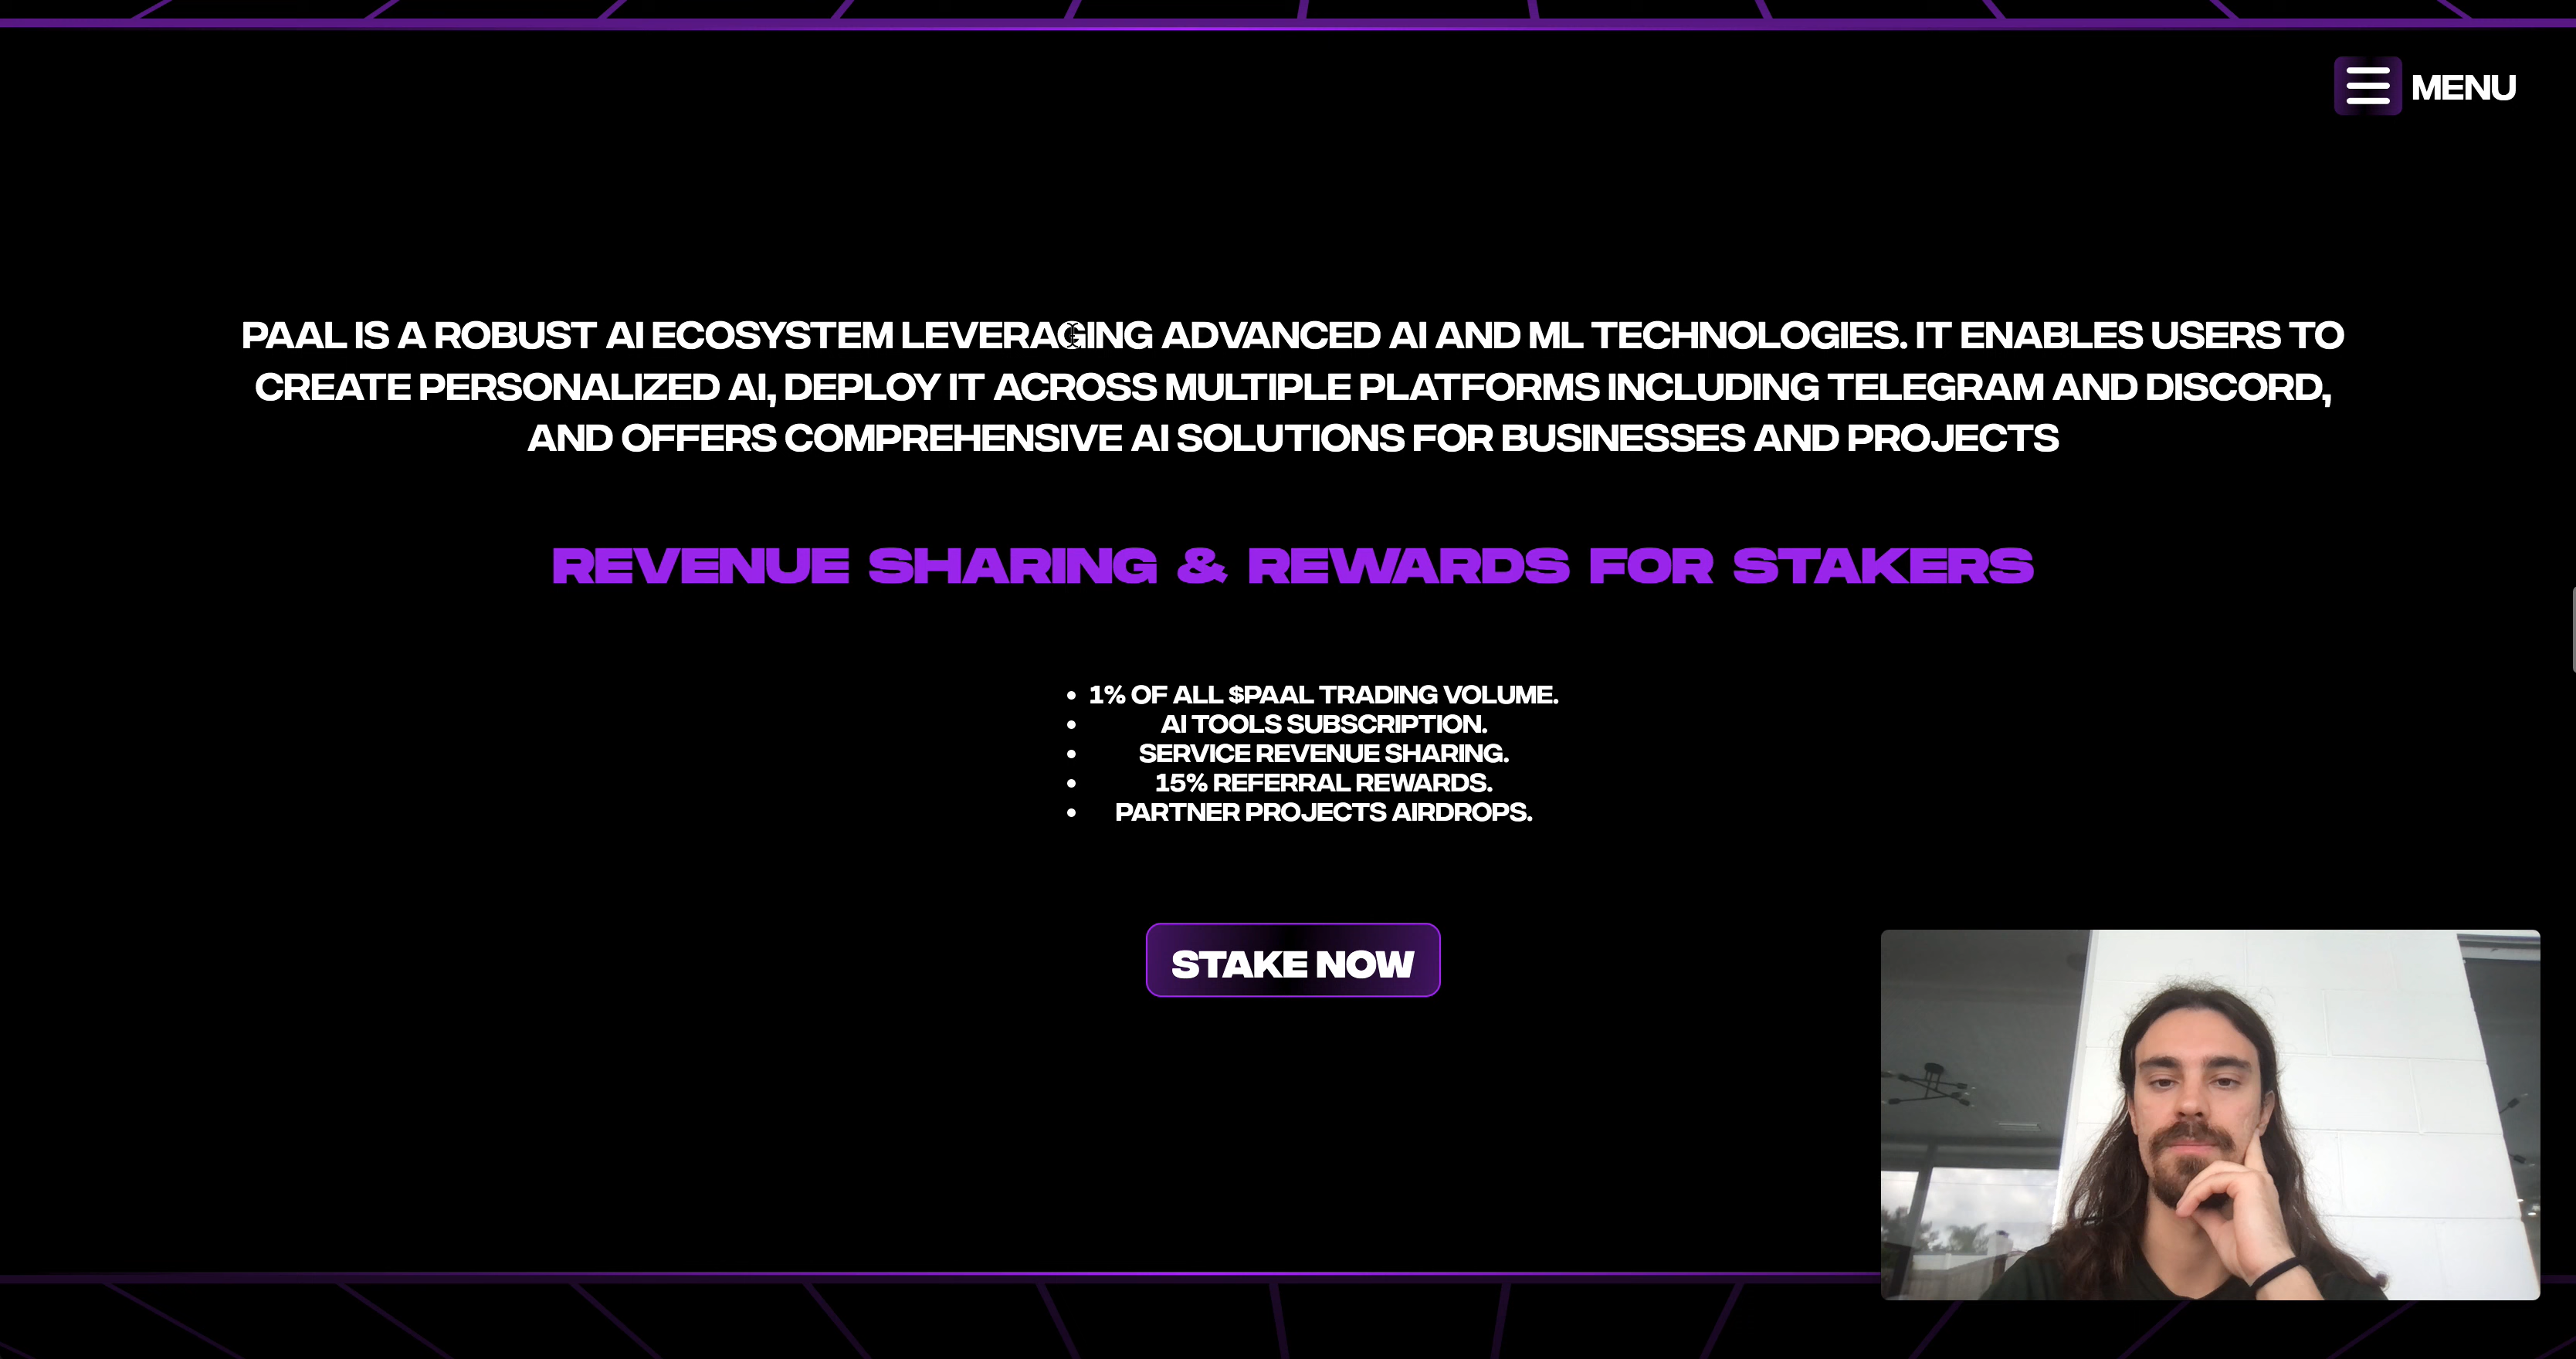 MENU
PAAL IS A ROBUST AI ECOSYSTEM LEVERAGING ADVANCED AI AND ML TECHNOLOGIES. IT ENABLES USERS TO
CREATE PERSONALIZED AI, DEPLOY IT ACROSS MULTIPLE PLATFORMS INCLUDING TELEGRAM AND DISCORD,
AND OFFERS COMPREHENSIVE AI SOLUTIONS FOR BUSINESSES AND PROJECTS
REVENUE SHARING & REWARDS FOR STAKERS
• 1% OF ALL $PAAL TRADING VOLUME.
• AI TOOLS SUBSCRIPTION.
• SERVICE REVENUE SHARING.
• 15% REFERRAL REWARDS.
• PARTNER PROJECTS AIRDROPS.
STAKE NOW